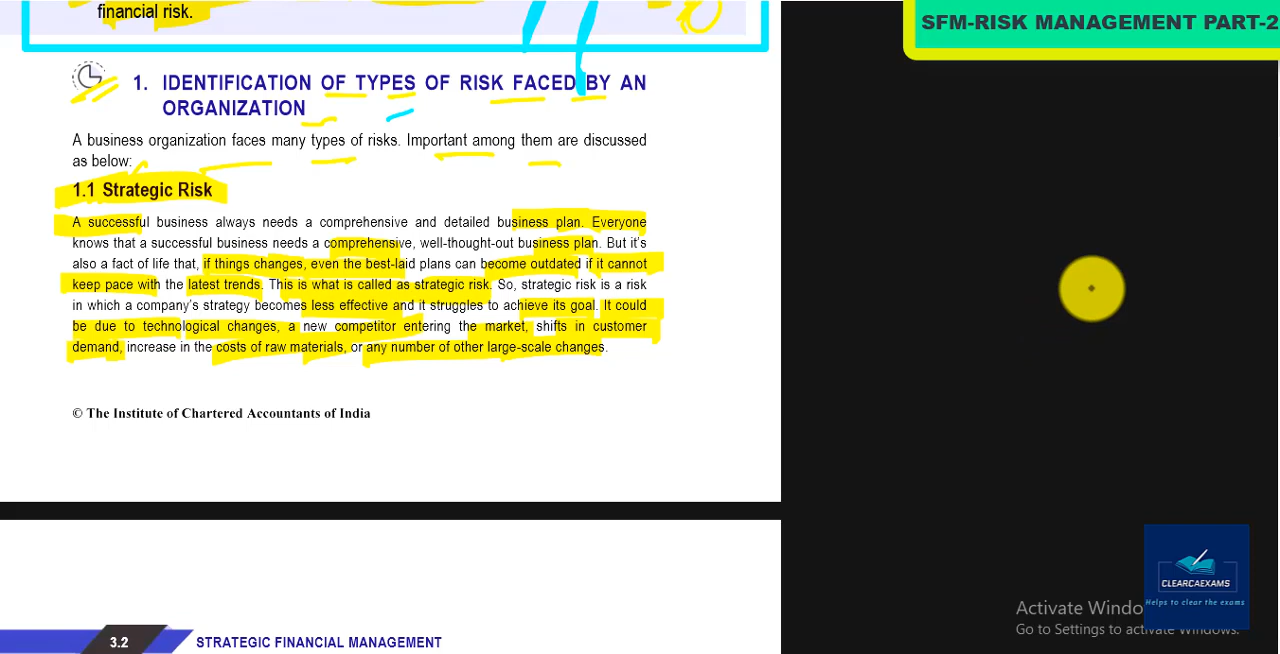 financial risk.
SFM-RISK MANAGEMENT PART-2
1. IDENTIFICATION OF TYPES OF RISK FACED BY AN
ORGANIZATION
A business organization faces many types of risks. Important among them are discussed
as below:
1.1 Strategic Risk
A successful business always needs a comprehensive and detailed business plan. Everyone
knows that a successful business needs a comprehensive, well-thought-out business plan. But it's
also a fact of life that, if things changes, even the best-laid plans can become outdated if it cannot
keep pace with the latest trends. This is what is called as strategic risk. So, strategic risk is a risk
in which a company's strategy becomes less effective and it struggles to achieve its goal. It could
be due to technological changes, a new competitor entering the market, shifts in customer
demand, increase in the costs of raw materials, or any number of other large-scale changes.
© The Institute of Chartered Accountants of India
3.2 STRATEGIC FINANCIAL MANAGEMENT
CLEARCAEXAMS
Helps to clear the exams
Activate Windo
Go to Settings to activate Windows.